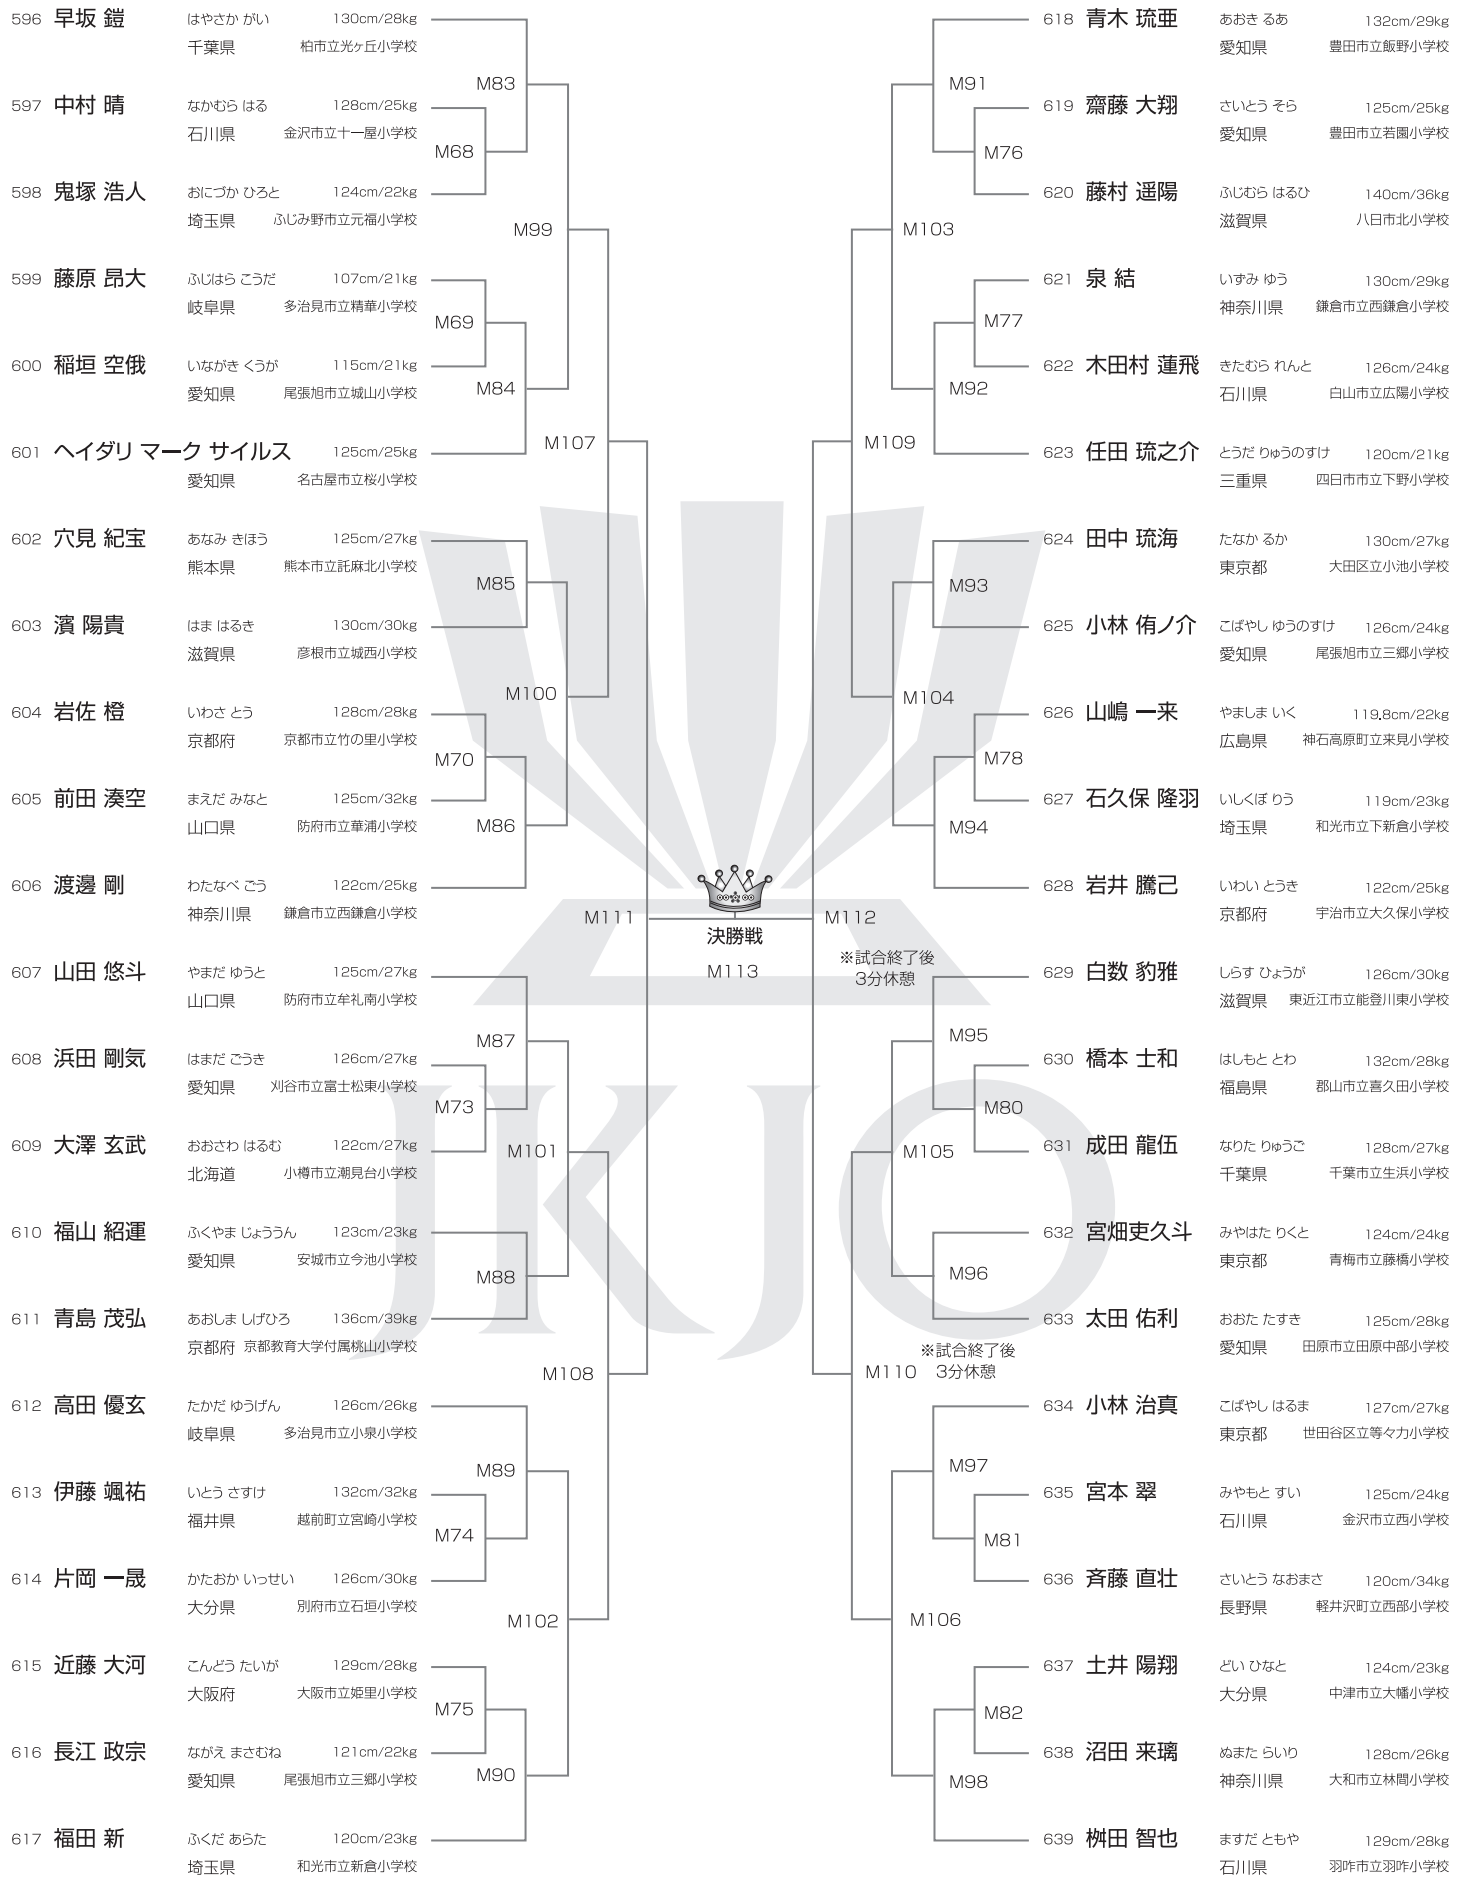 596 早坂 鎧 はやさか がい 130cm/28kg
千葉県 柏市立光ヶ丘小学校
597 中村 晴 なかむら はる 128cm/25kg
石川県 金沢市立十一屋小学校
598 鬼塚 浩人 おにづか ひろと 124cm/22kg
埼玉県 ふじみ野市立元福小学校
599 藤原 昂大 ふじはら こうだ 107cm/21kg
岐阜県 多治見市立精華小学校
600 稲垣 空俄 いながき くうが 115cm/21kg
愛知県 尾張旭市立城山小学校
601 ヘイダリ マーク サイルス 125cm/25kg
愛知県 名古屋市立桜小学校
602 穴見 紀宝 あなみ きほう 125cm/27kg
熊本県 熊本市立託麻北小学校
603 濱 陽貴 はま はるき 130cm/30kg
滋賀県 彦根市立城西小学校
604 岩佐 橙 いわさ とう 128cm/28kg
京都府 京都市立竹の里小学校
605 前田 湊空 まえだ みなと 125cm/32kg
山口県 防府市立華浦小学校
606 渡邊 剛 わたなべ ごう 122cm/25kg
神奈川県 鎌倉市立西鎌倉小学校
607 山田 悠斗 やまだ ゆうと 125cm/27kg
山口県 防府市立牟礼南小学校
608 浜田 剛気 はまだ ごうき 126cm/27kg
愛知県 刈谷市立富士松東小学校
609 大澤 玄武 おおさわ はるむ 122cm/27kg
北海道 小樽市立潮見台小学校
610 福山 紹運 ふくやま じょううん 123cm/23kg
愛知県 安城市立今池小学校
611 青島 茂弘 あおしま しげひろ 136cm/39kg
京都府 京都教育大学付属桃山小学校
612 高田 優玄 たかだ ゆうげん 126cm/26kg
岐阜県 多治見市立小泉小学校
613 伊藤 颯祐 いとう さすけ 132cm/32kg
福井県 越前町立宮崎小学校
614 片岡 一晟 かたおか いっせい 126cm/30kg
大分県 別府市立石垣小学校
615 近藤 大河 こんどう たいが 129cm/28kg
大阪府 大阪市立姫里小学校
616 長江 政宗 ながえ まさむね 121cm/22kg
愛知県 尾張旭市立三郷小学校
617 福田 新 ふくだ あらた 120cm/23kg
埼玉県 和光市立新倉小学校
M83
M68
M99
M69
M84
M107
M85
M100
M70
M86
M111
M87
M73
M101
M88
M108
M89
M74
M102
M75
M90
決勝戦
M113
JKJO
M91
M76
M103
M77
M92
M109
M93
M104
M78
M94
M112
※試合終了後
3分休憩
M95
M80
M105
M96
※試合終了後
M110 3分休憩
M97
M81
M106
M82
M98
618 青木 琉亜 あおき るあ 132cm/29kg
愛知県 豊田市立飯野小学校
619 齋藤 大翔 さいとう そら 125cm/25kg
愛知県 豊田市立若園小学校
620 藤村 遥陽 ふじむら はるひ 140cm/36kg
滋賀県 八日市北小学校
621 泉 結 いずみ ゆう 130cm/29kg
神奈川県 鎌倉市立西鎌倉小学校
622 木田村 蓮飛 きたむら れんと 126cm/24kg
石川県 白山市立広陽小学校
623 任田 琉之介 とうだ りゅうのすけ 120cm/21kg
三重県 四日市市立下野小学校
624 田中 琉海 たなか るか 130cm/27kg
東京都 大田区立小池小学校
625 小林 侑ノ介 こばやし ゆうのすけ 126cm/24kg
愛知県 尾張旭市立三郷小学校
626 山嶋 一来 やましま いく 119.8cm/22kg
広島県 神石高原町立来見小学校
627 石久保 隆羽 いしくぼ りう 119cm/23kg
埼玉県 和光市立下新倉小学校
628 岩井 騰己 いわい とうき 122cm/25kg
京都府 宇治市立大久保小学校
629 白数 豹雅 しらす ひょうが 126cm/30kg
滋賀県 東近江市立能登川東小学校
630 橋本 士和 はしもと とわ 132cm/28kg
福島県 郡山市立喜久田小学校
631 成田 龍伍 なりた りゅうご 128cm/27kg
千葉県 千葉市立生浜小学校
632 宮畑吏久斗 みやはた りくと 124cm/24kg
東京都 青梅市立藤橋小学校
633 太田 佑利 おおた たすき 125cm/28kg
愛知県 田原市立田原中部小学校
634 小林 治真 こばやし はるま 127cm/27kg
東京都 世田谷区立等々力小学校
635 宮本 翠 みやもと すい 125cm/24kg
石川県 金沢市立西小学校
636 斉藤 直壮 さいとう なおまさ 120cm/34kg
長野県 軽井沢町立西部小学校
637 土井 陽翔 どい ひなと 124cm/23kg
大分県 中津市立大幡小学校
638 沼田 来璃 ぬまた らいり 128cm/26kg
神奈川県 大和市立林間小学校
639 桝田 智也 ますだ ともや 129cm/28kg
石川県 羽咋市立羽咋小学校